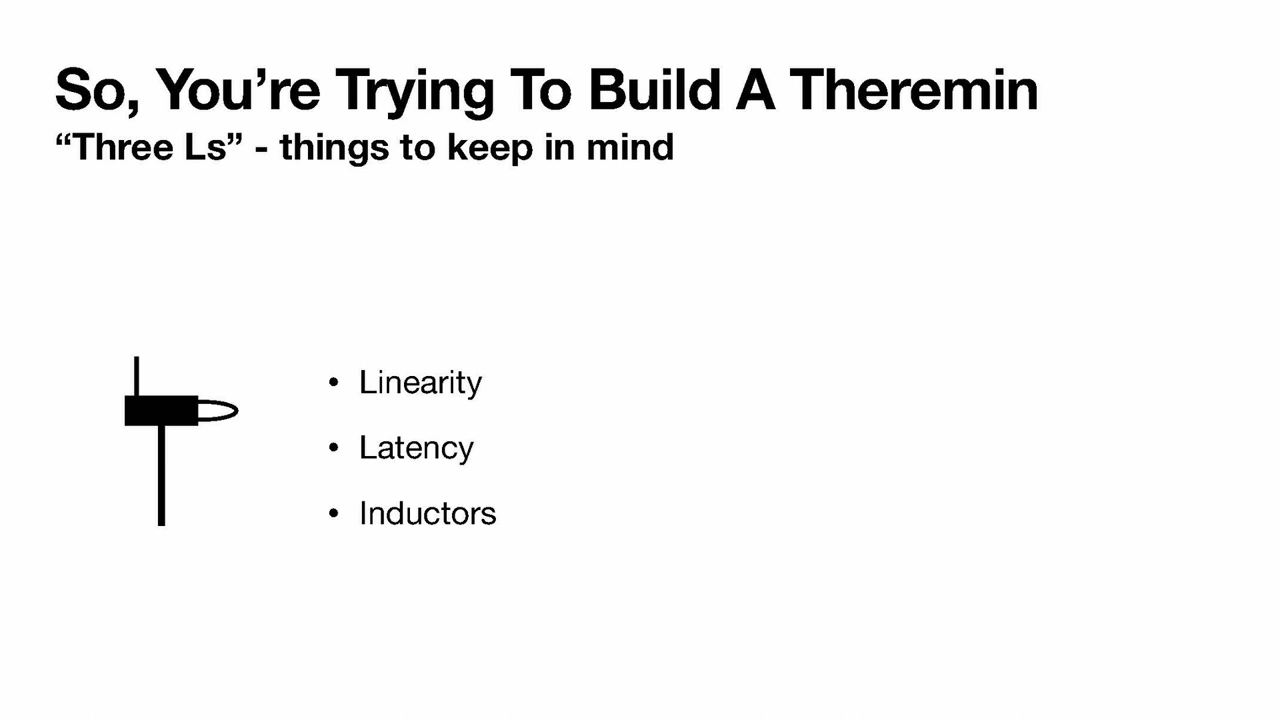 So, You’re Trying To Build A Theremin
“Three Ls” - things to keep in mind
• Linearity
• Latency
• Inductors